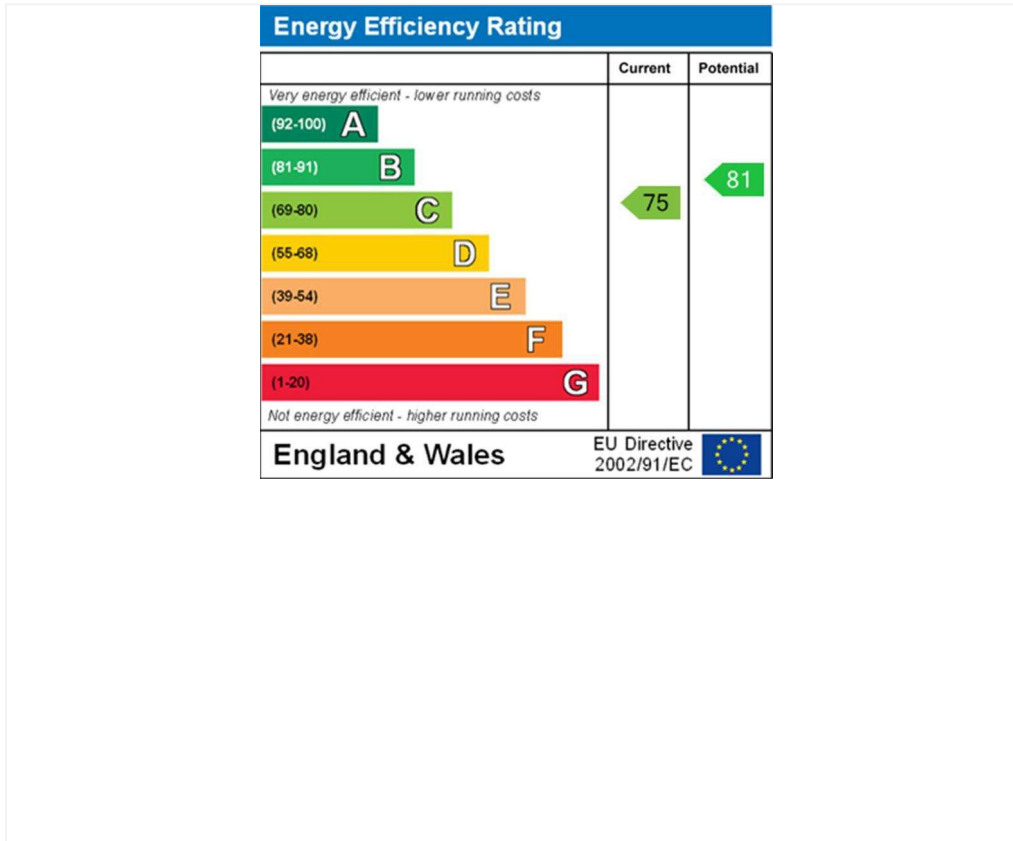 Energy Efficiency Rating
Current Potential
Very energy efficient - lower running costs
(92-100) A
(81-91) B
81
(69-80) C
75
(55-68) D
(39-54) E
(21-38) F
(1-20) G
Not energy efficient - higher running costs
England & Wales
EU Directive
2002/91/EC